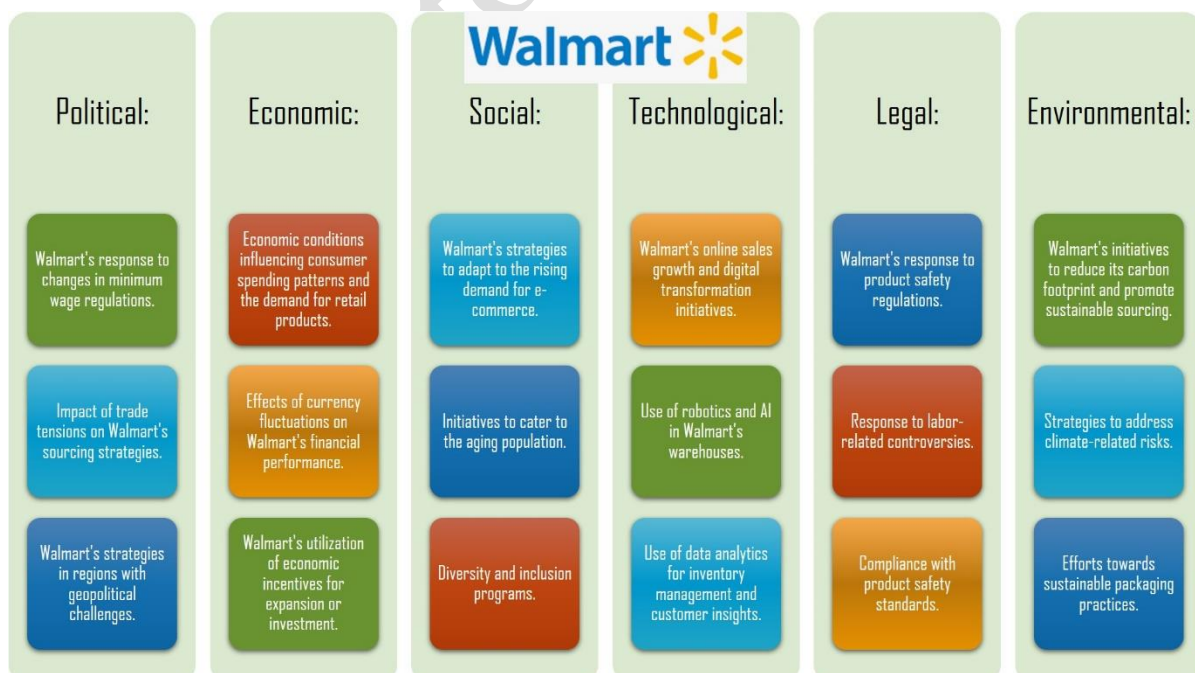 Walmart
Political:
Walmart's response to
changes in minimum
wage regulations.
Impact of trade
tensions on Walmart's
sourcing strategies.
Walmart's strategies
in regions with
geopolitical
challenges.
Economic:
Economic conditions
influencing consumer
spending patterns and
the demand for retail
products.
Effects of currency
fluctuations on
Walmart's financial
performance.
Walmart's utilization
of economic
incentives for
expansion or
investment.
Social:
Walmart's strategies
to adapt to the rising
demand for e-
commerce.
Initiatives to cater to
the aging population.
Diversity and inclusion
programs.
Technological:
Walmart's online sales
growth and digital
transformation
initiatives.
Use of robotics and AI
in Walmart's
warehouses.
Use of data analytics
for inventory
management and
customer insights.
Legal:
Walmart's response to
product safety
regulations.
Response to labor-
related controversies.
Compliance with
product safety
standards.
Environmental:
Walmart's initiatives
to reduce its carbon
footprint and promote
sustainable sourcing.
Strategies to address
climate-related risks.
Efforts towards
sustainable packaging
practices.